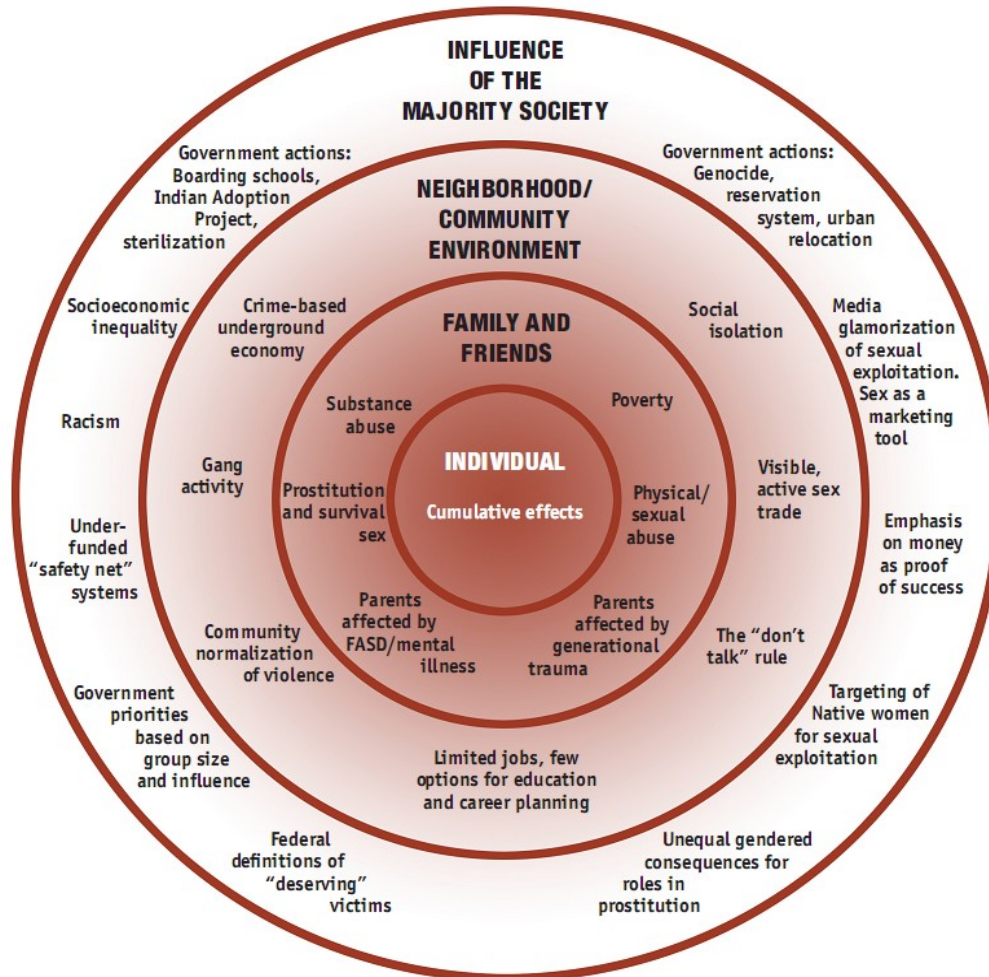 INFLUENCE
OF THE
MAJORITY SOCIETY
Government actions:
Boarding schools,
Indian Adoption
Project,
sterilization
Government actions:
Genocide,
reservation
system, urban
relocation
NEIGHBORHOOD/
COMMUNITY
ENVIRONMENT
Socioeconomic
inequality
Crime-based
underground
economy
Social
isolation
Media
glamorization
of sexual
exploitation.
Sex as a
marketing
tool
FAMILY AND
FRIENDS
Substance
abuse
Poverty
Racism
Gang
activity
Prostitution
and survival
sex
INDIVIDUAL
Cumulative effects
Physical/
sexual
abuse
Visible,
active sex
trade
Under-
funded
“safety net”
systems
Emphasis
on money
as proof
of success
Community
normalization
of violence
Parents
affected by
FASD/mental
illness
Parents
affected by
generational
trauma
The “don’t
talk” rule
Government
priorities
based on
group size
and influence
Targeting of
Native women
for sexual
exploitation
Limited jobs, few
options for education
and career planning
Federal
definitions of
“deserving”
victims
Unequal gendered
consequences for
roles in
prostitution